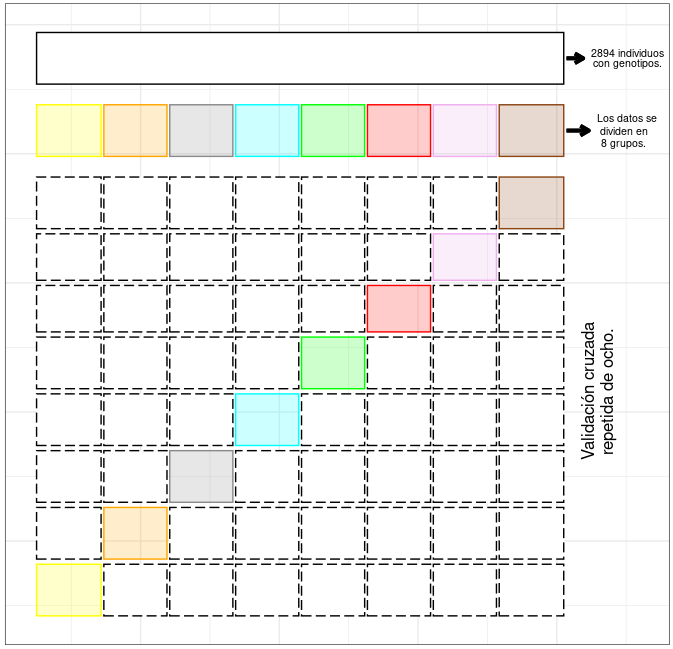 2894 individuos
con genotipos.
Los datos se
dividen en
8 grupos.
Validación cruzada
repetida de ocho.